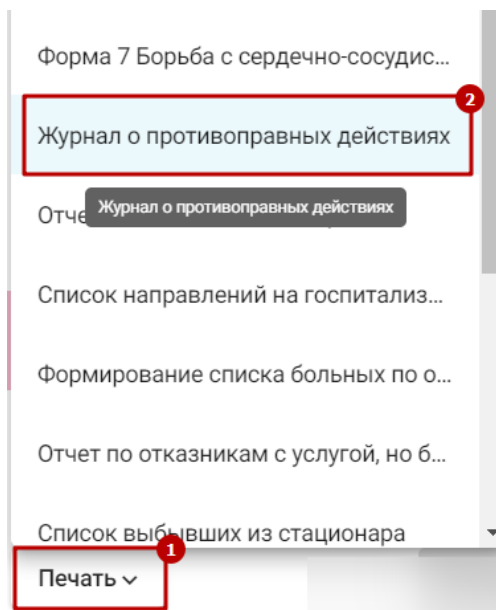 Форма 7 Борьба с сердечно-сосудис...
2
Журнал о противоправных действиях
Журнал о противоправных действиях
Отче
Список направлений на госпитализ...
Формирование списка больных по о...
Отчет по отказникам с услугой, но б...
Список выбывших из стационара
1
Печать